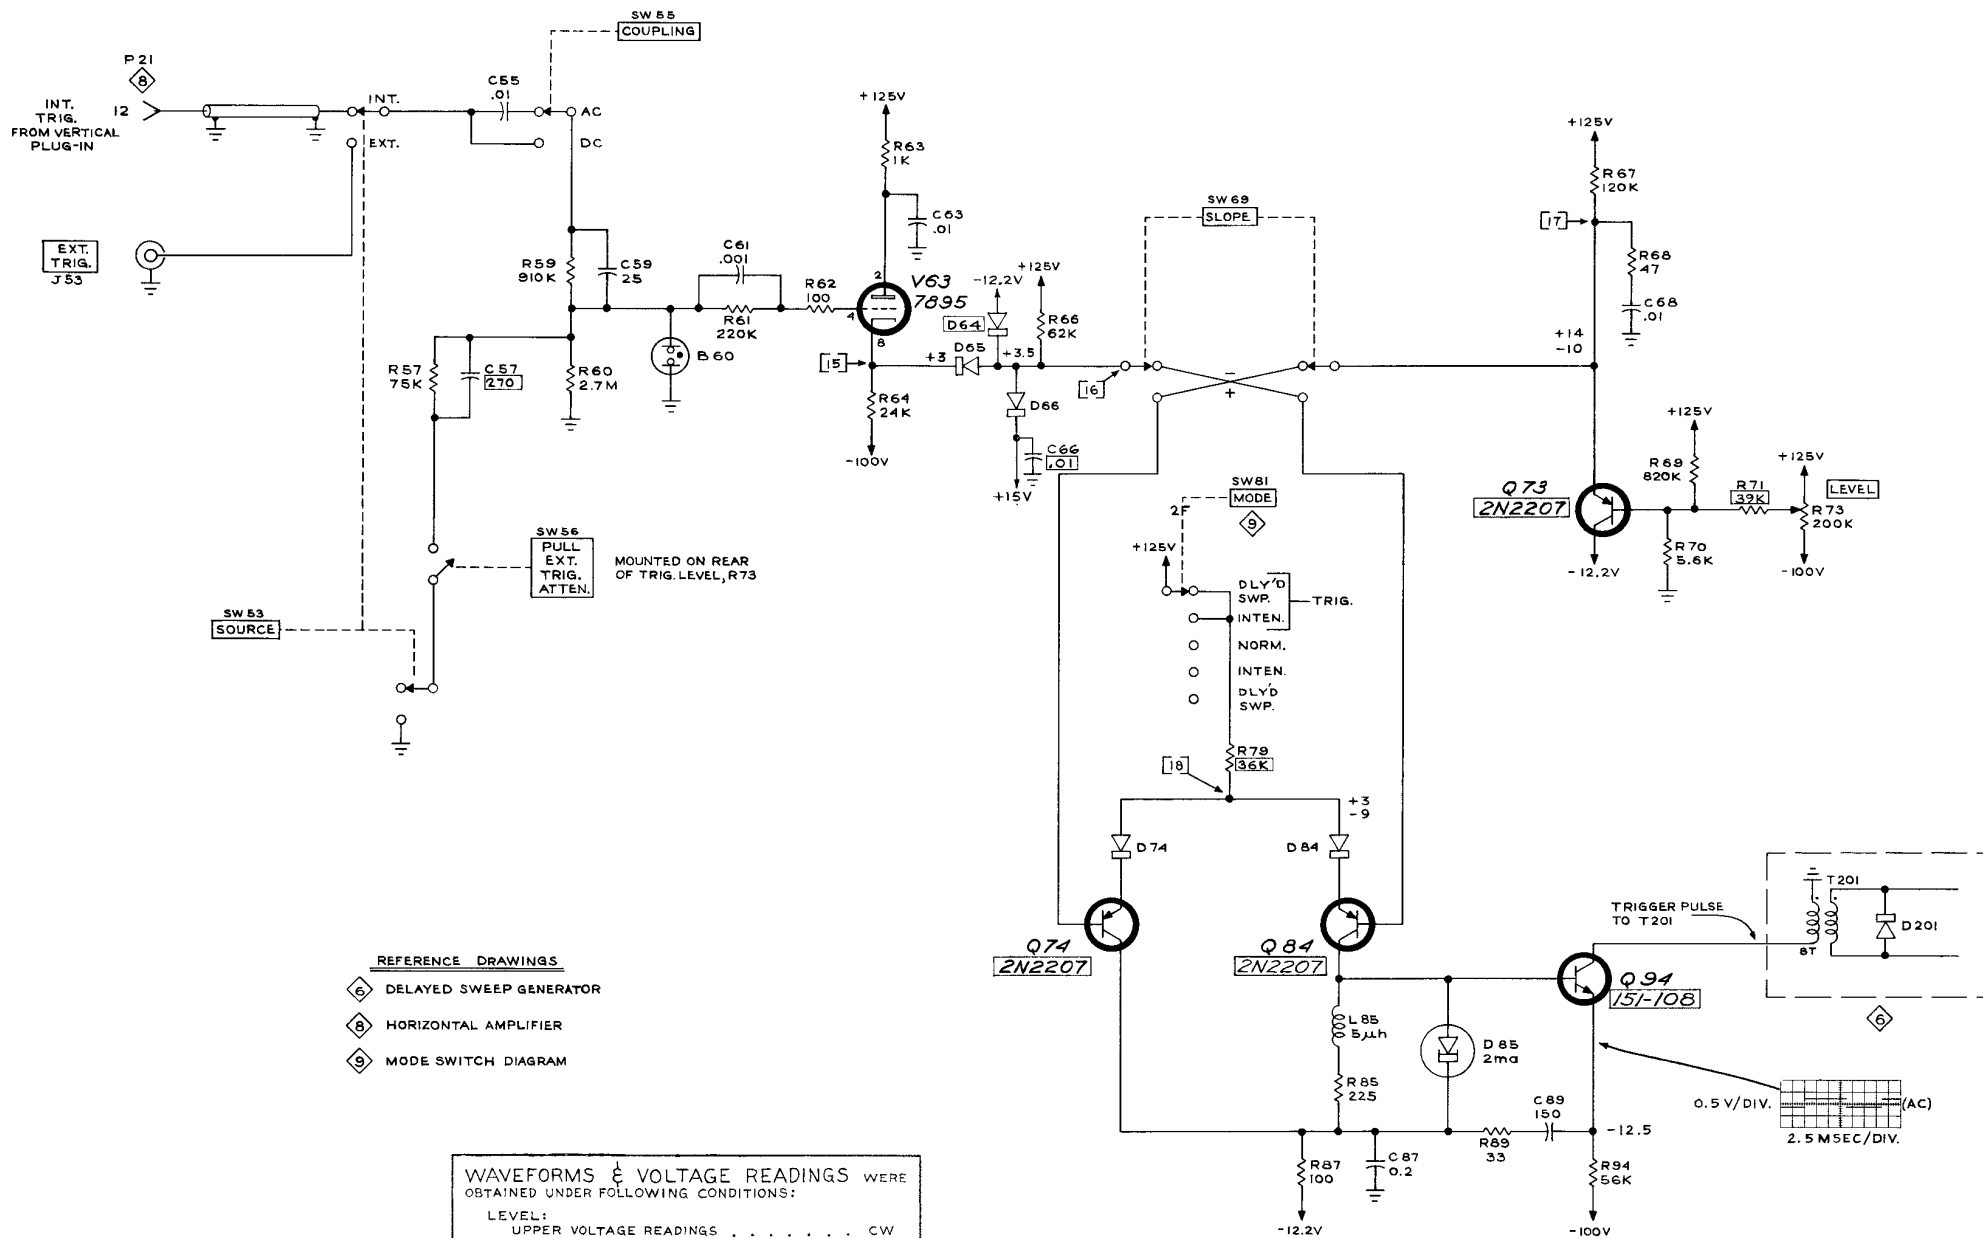 SW55
COUPLING
P21
8
INT.
TRIG.
FROM VERTICAL
PLUG-IN
12
INT.
EXT.
C55
.01
AC
DC
EXT.
TRIG.
J53
R59
910K
C59
25
C61
.001
R61
220K
R62
100
+125V
R63
1K
C63
.01
2
4
8
V63
7895
[15]
R64
24K
-100V
B60
R57
75K
C57
270
R60
2.7M
SW56
PULL
EXT.
TRIG.
ATTEN.
MOUNTED ON REAR
OF TRIG. LEVEL, R73
SW53
SOURCE
-12.2V
D64
+3
D65
+3.5
+125V
R66
62K
D66
C66
.01
+15V
[16]
SW69
SLOPE
-
+
+125V
R67
120K
[17]
R68
47
C68
.01
+14
-10
Q73
2N2207
-12.2V
+125V
R69
820K
R70
5.6K
R71
39K
+125V
LEVEL
R73
200K
-100V
SW81
MODE
9
2F
+125V
DLY'D
SWP.
INTEN.
TRIG.
NORM.
INTEN.
DLY'D
SWP.
R79
36K
[18]
+3
-9
D74
D84
Q74
2N2207
Q84
2N2207
L85
5µh
R85
225
D85
2ma
Q94
151-108
TRIGGER PULSE
TO T201
T201
8T
D201
6
R87
100
-12.2V
C87
0.2
R89
33
C89
150
-12.5
R94
56K
-100V
0.5 V/DIV.
(AC)
2.5 MSEC/DIV.
REFERENCE DRAWINGS
6 DELAYED SWEEP GENERATOR
8 HORIZONTAL AMPLIFIER
9 MODE SWITCH DIAGRAM
WAVEFORMS & VOLTAGE READINGS WERE
OBTAINED UNDER FOLLOWING CONDITIONS:
LEVEL:
UPPER VOLTAGE READINGS . . . . . . . CW